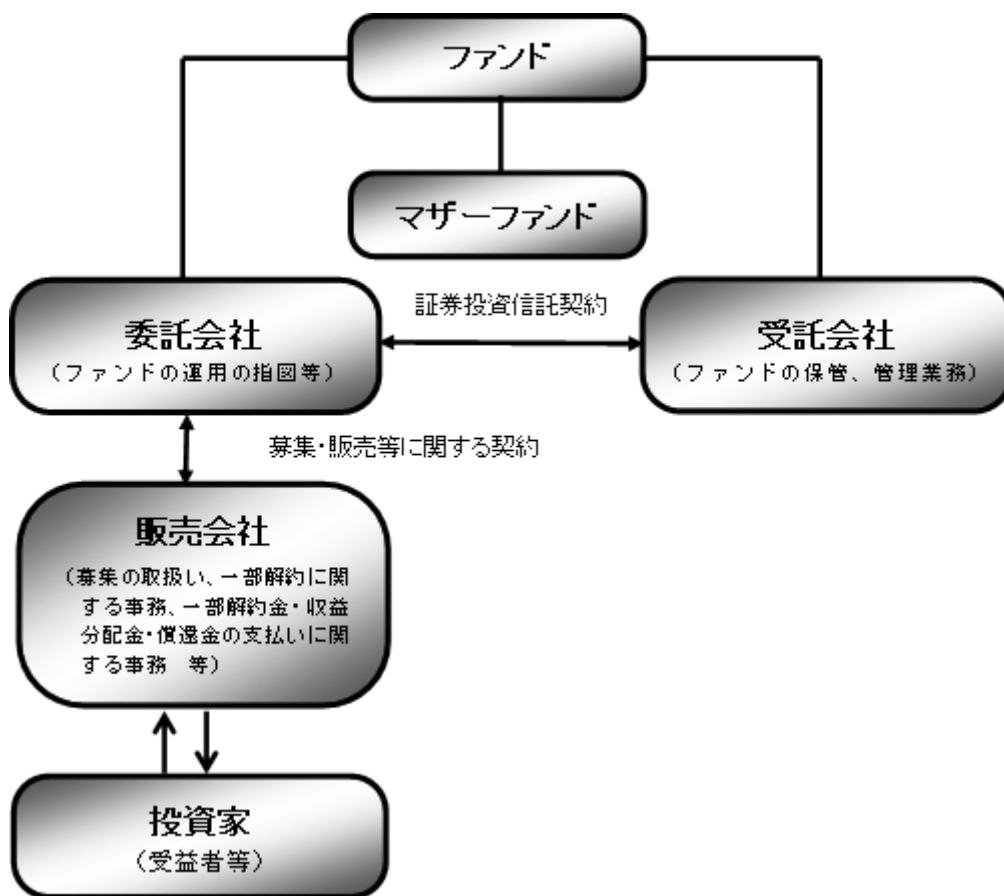 ファンド
マザーファンド
証券投資信託契約
委託会社
（ファンドの運用の指図等）
受託会社
（ファンドの保管、管理業務）
募集・販売等に関する契約
販売会社
（募集の取扱い、一部解約に関
する事務、一部解約金・収益
分配金・償還金の支払いに関
する事務　等）
投資家
（受益者等）